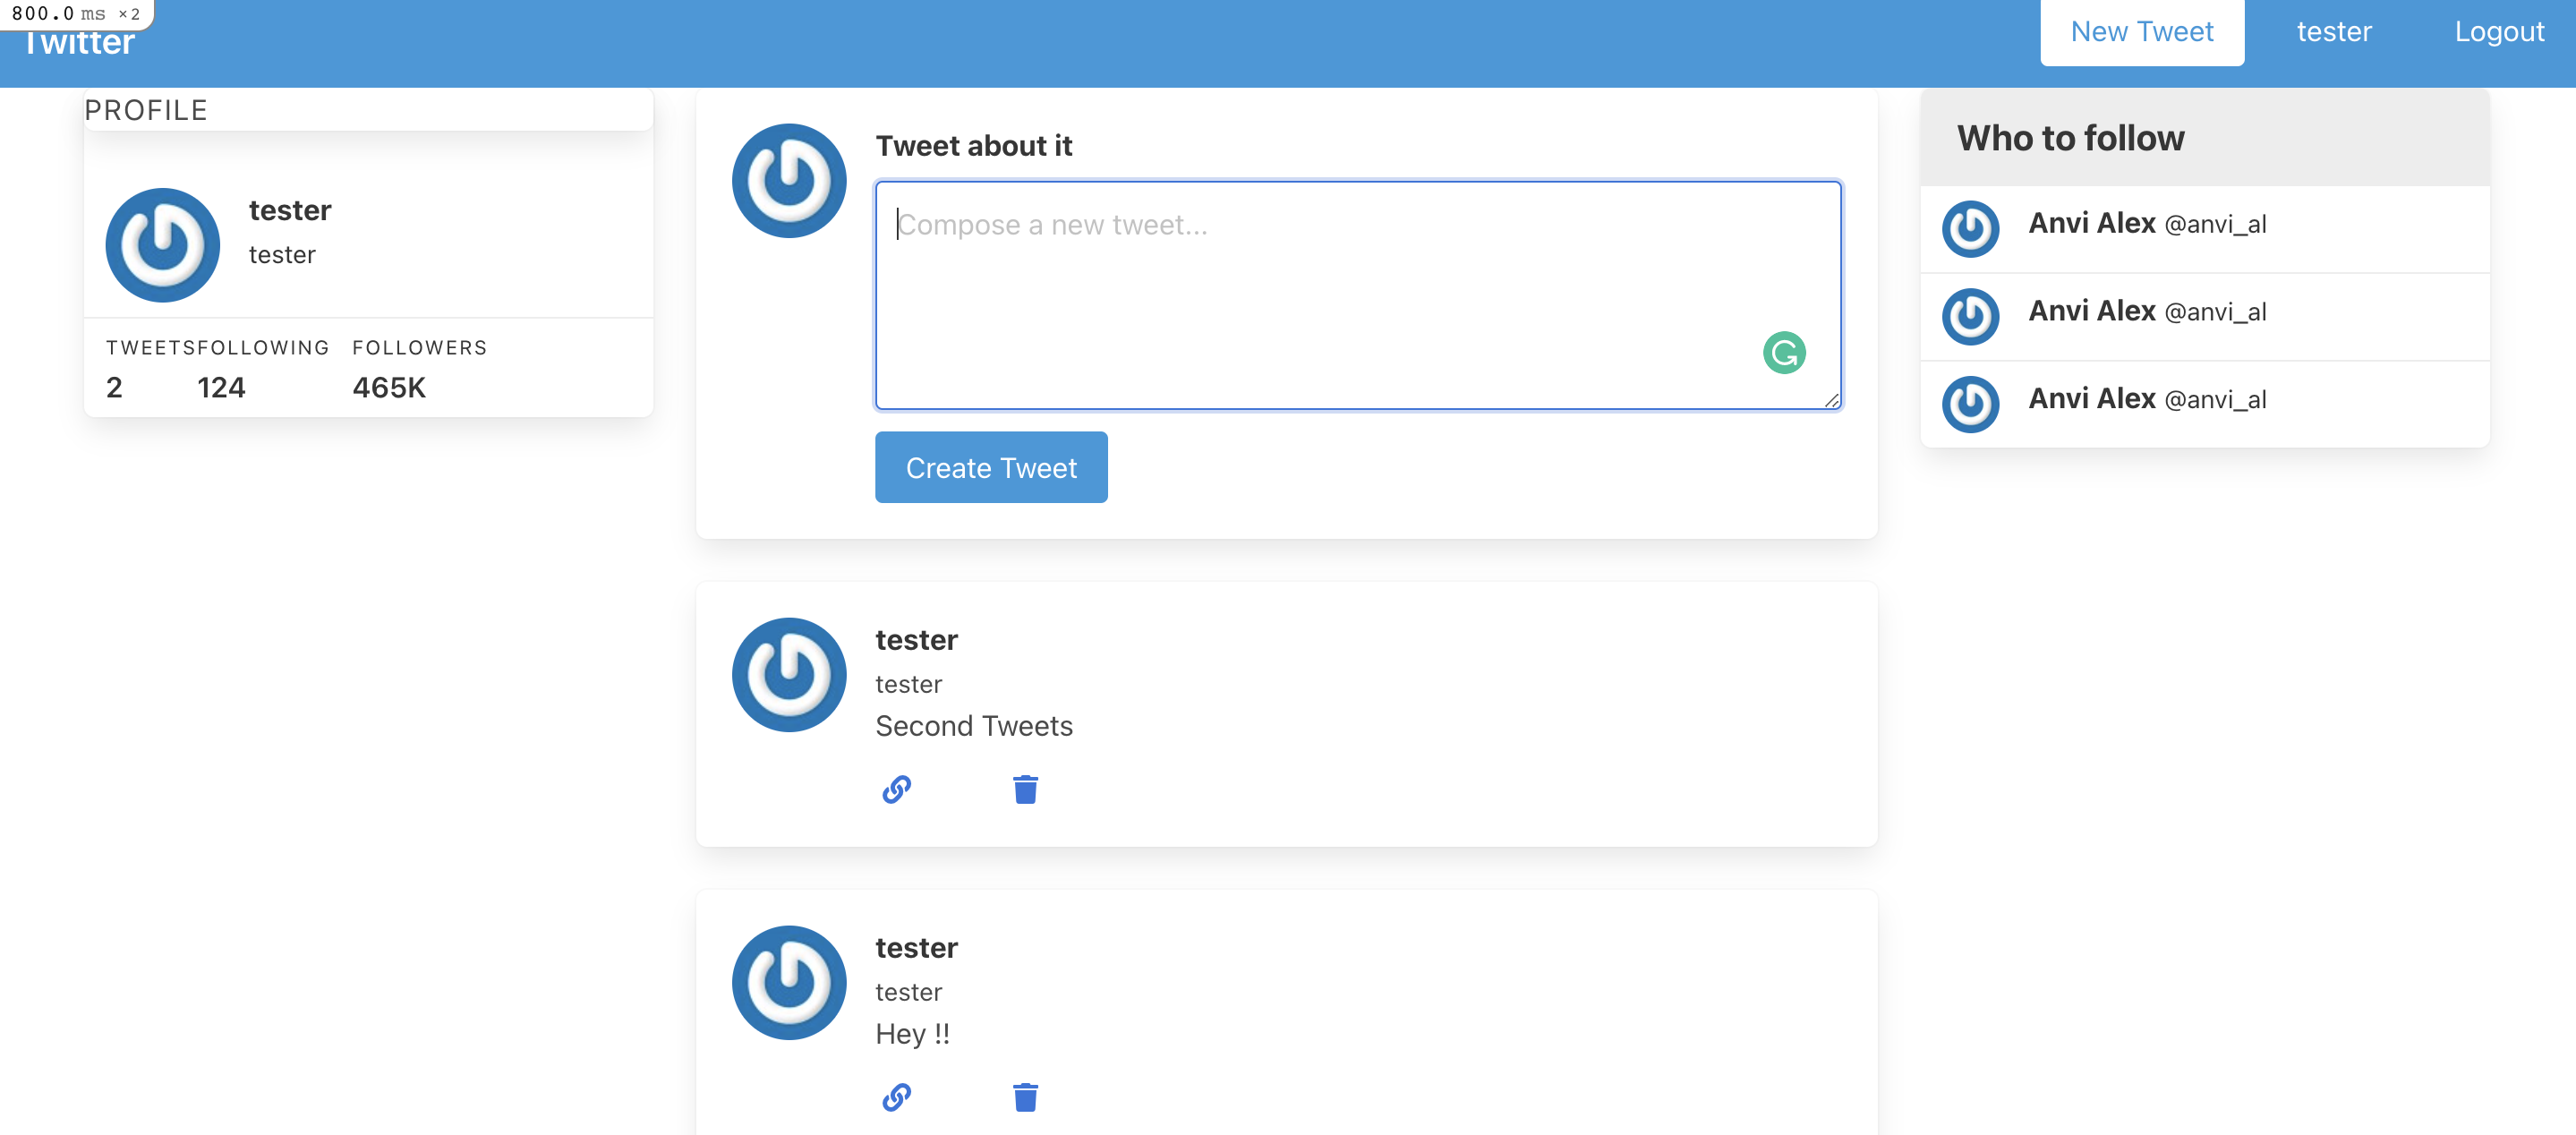 800.0 ms ×2
Twitter
New Tweet
tester
Logout
PROFILE
tester
tester
TWEETS FOLLOWING FOLLOWERS
2 124 465K
Tweet about it
Compose a new tweet...
Create Tweet
tester
tester
Second Tweets
tester
tester
Hey !!
Who to follow
Anvi Alex @anvi_al
Anvi Alex @anvi_al
Anvi Alex @anvi_al